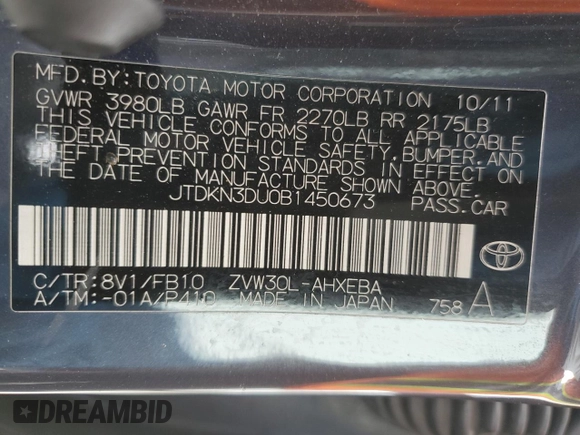 MFD. BY: TOYOTA MOTOR CORPORATION 10/11
GVWR 3980LB GAWR FR 2270LB RR 2175LB
THIS VEHICLE CONFORMS TO ALL APPLICABLE
FEDERAL MOTOR VEHICLE SAFETY, BUMPER, AND
THEFT PREVENTION STANDARDS IN EFFECT ON
THE DATE OF MANUFACTURE SHOWN ABOVE.
JTDKN3DU0B1450673 PASS. CAR
C/TR: 8V1/FB10 ZVW30L-AHXEBA
A/TM: -01A/P410 MADE IN JAPAN 758 A
TOYOTA
DREAMBID